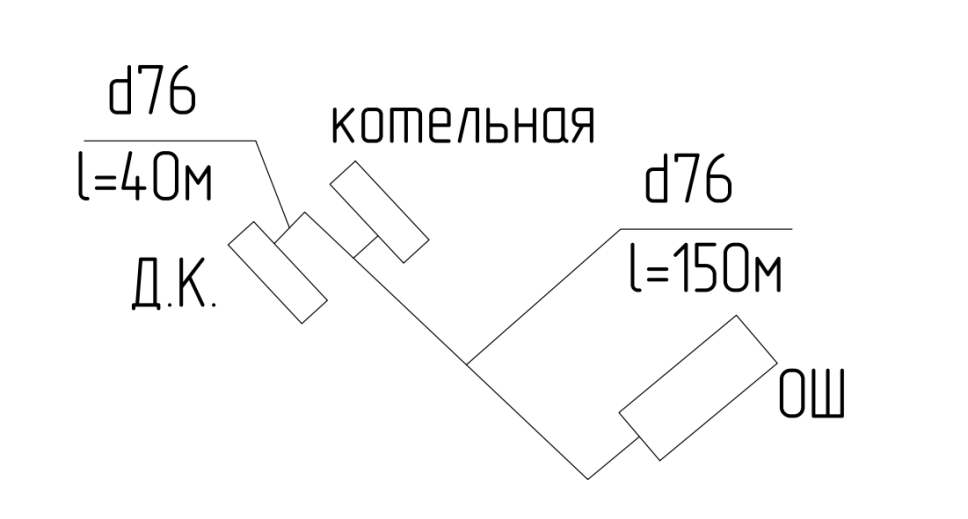 d76
l=40м
котельная
d76
l=150м
Д.К.
ОШ